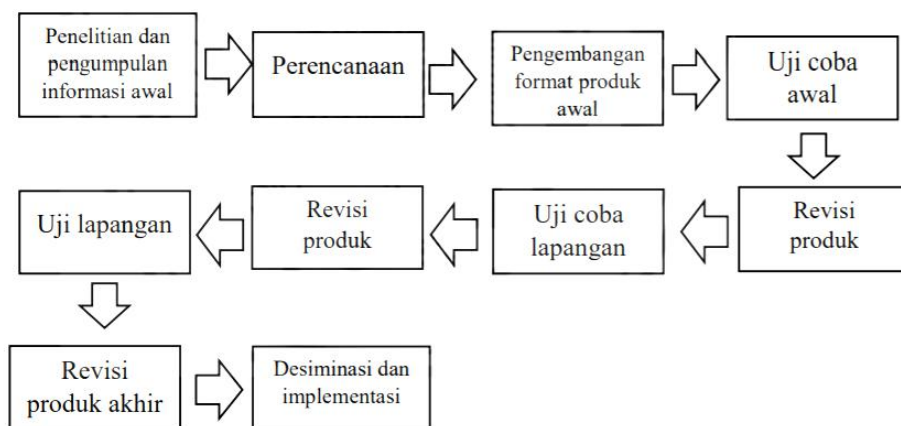 Penelitian dan
pengumpulan
informasi awal
Perencanaan
Pengembangan
format produk
awal
Uji coba
awal
Revisi
produk
Uji coba
lapangan
Revisi
produk
Uji lapangan
Revisi
produk akhir
Desiminasi dan
implementasi